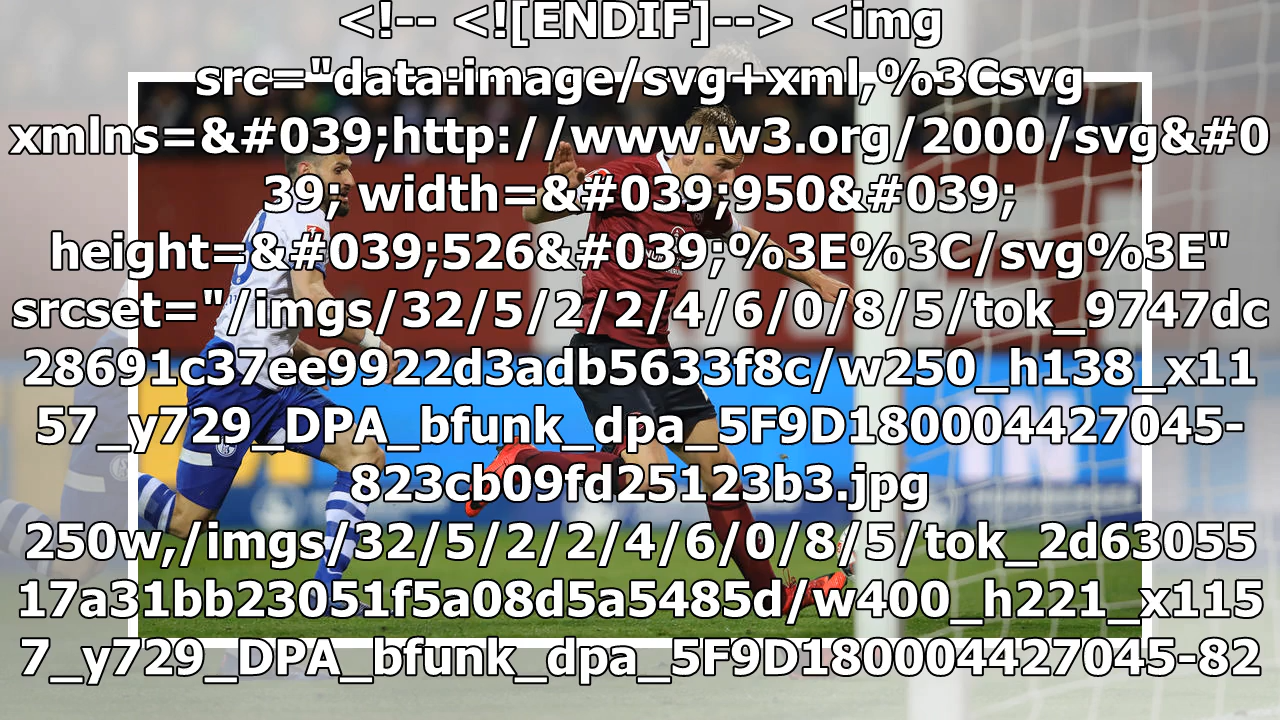 <!-- <![ENDIF]--> <img
src="data:image/svg+xml,%3Csvg
xmlns=&#039;http://www.w3.org/2000/svg&#0
39; width=&#039;950&#039;
height=&#039;526&#039;%3E%3C/svg%3E"
srcset="/imgs/32/5/2/2/4/6/0/8/5/tok_9747dc
28691c37ee9922d3adb5633f8c/w250_h138_x11
57_y729_DPA_bfunk_dpa_5F9D180004427045-
823cb09fd25123b3.jpg
250w,/imgs/32/5/2/2/4/6/0/8/5/tok_2d63055
17a31bb23051f5a08d5a5485d/w400_h221_x115
7_y729_DPA_bfunk_dpa_5F9D180004427045-82